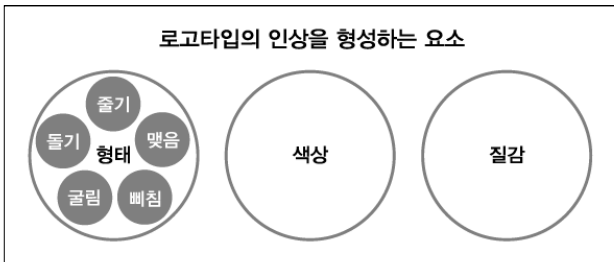 로고타입의 인상을 형성하는 요소
줄기
돌기
맺음
형태
굴림
삐침
색상
질감